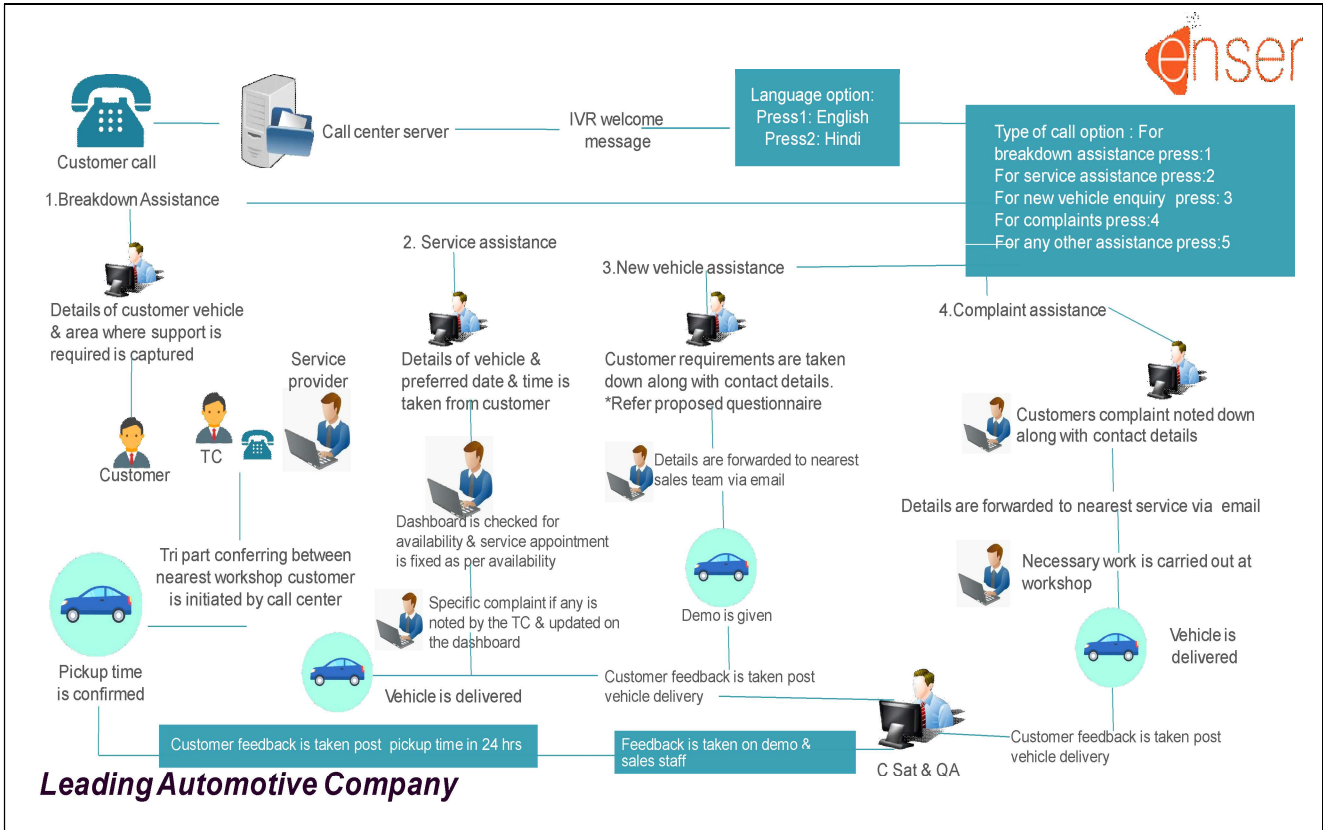 enser
Customer call
Call center server
IVR welcome
message
Language option:
Press1: English
Press2: Hindi
Type of call option : For
breakdown assistance press:1
For service assistance press:2
For new vehicle enquiry press: 3
For complaints press:4
For any other assistance press:5
1.Breakdown Assistance
Details of customer vehicle
& area where support is
required is captured
Customer
TC
Service
provider
Tri part conferring between
nearest workshop customer
is initiated by call center
Pickup time
is confirmed
2. Service assistance
Details of vehicle &
preferred date & time is
taken from customer
Dashboard is checked for
availability & service appointment
is fixed as per availability
Specific complaint if any is
noted by the TC & updated on
the dashboard
Vehicle is delivered
3.New vehicle assistance
Customer requirements are taken
down along with contact details.
*Refer proposed questionnaire
Details are forwarded to nearest
sales team via email
Demo is given
Customer feedback is taken post
vehicle delivery
4.Complaint assistance
Customers complaint noted down
along with contact details
Details are forwarded to nearest service via email
Necessary work is carried out at
workshop
Vehicle is
delivered
Customer feedback is taken post
vehicle delivery
Customer feedback is taken post pickup time in 24 hrs
Feedback is taken on demo &
sales staff
C Sat & QA
Leading Automotive Company